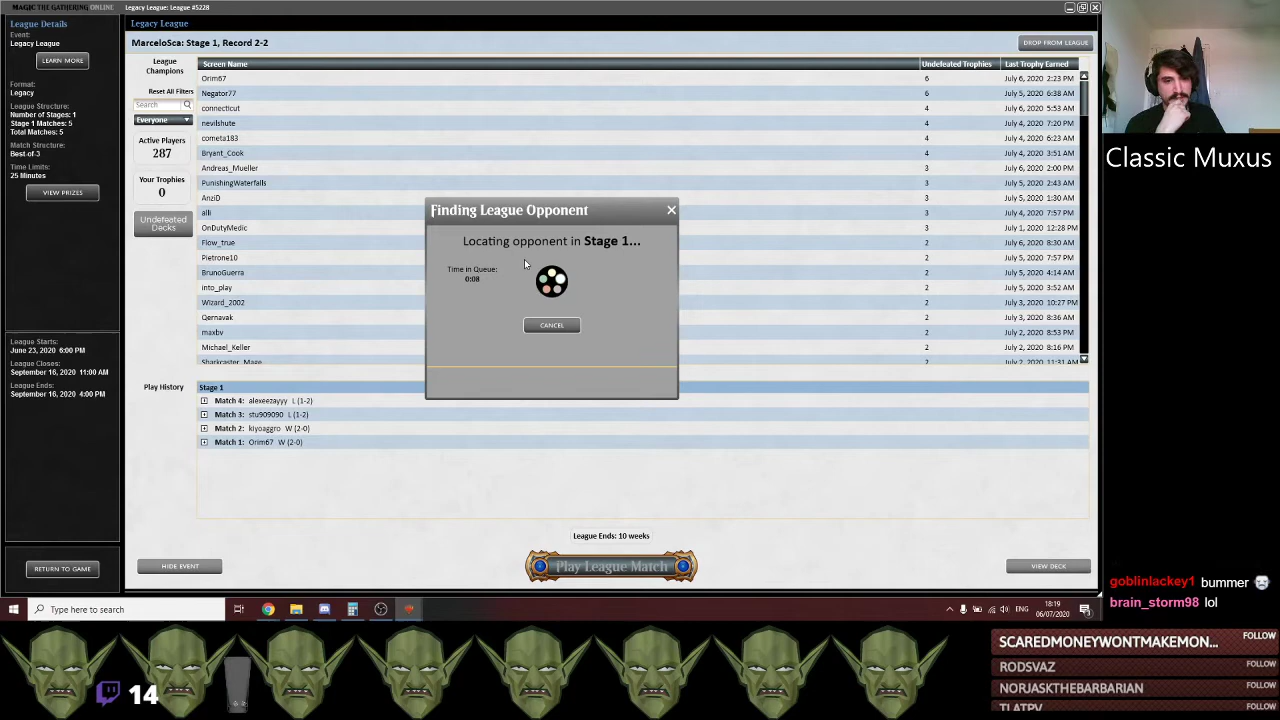 MAGIC THE GATHERING ONLINE
Legacy League: League #5228
League Details
Event:
Legacy League
LEARN MORE
Format:
Legacy
League Structure:
Number of Stages: 1
Stage 1 Matches: 5
Total Matches: 5
Match Structure:
Best-of-3
Time Limits:
25 Minutes
VIEW PRIZES
League Starts:
June 23, 2020 6:00 PM
League Closes:
September 16, 2020 11:00 AM
League Ends:
September 16, 2020 4:00 PM
RETURN TO GAME
Legacy League
MarceloSca: Stage 1, Record 2-2
DROP FROM LEAGUE
League Champions
Reset All Filters
Search
Everyone
Active Players
287
Your Trophies
0
Undefeated Decks
Screen Name Undefeated Trophies Last Trophy Earned
Orim67 6 July 6, 2020 2:23 PM
Negator77 6 July 5, 2020 6:38 AM
connecticut 4 July 6, 2020 5:53 AM
nevilshute 4 July 4, 2020 7:20 PM
cometa183 4 July 4, 2020 6:23 AM
Bryant_Cook 4 July 4, 2020 3:51 AM
Andreas_Mueller 3 July 6, 2020 2:00 PM
PunishingWaterfalls 3 July 5, 2020 2:43 AM
AnziD 3 July 5, 2020 1:30 AM
alli 3 July 4, 2020 7:57 PM
OnDutyMedic 3 July 1, 2020 12:28 PM
Flow_true 2 July 6, 2020 8:30 AM
Pietrone10 2 July 5, 2020 7:57 PM
BrunoGuerra 2 July 5, 2020 4:14 AM
into_play 2 July 5, 2020 3:52 AM
Wizard_2002 2 July 3, 2020 10:27 PM
Qernavak 2 July 3, 2020 8:36 AM
maxbv 2 July 2, 2020 8:53 PM
Michael_Keller 2 July 2, 2020 8:16 PM
Sharkcaster_Mage 2 July 2, 2020 11:31 AM
Finding League Opponent
Locating opponent in Stage 1...
Time in Queue:
0:08
CANCEL
Play History
Stage 1
Match 4: alexeezayyy L (1-2)
Match 3: stu909090 L (1-2)
Match 2: kiyoaggro W (2-0)
Match 1: Orim67 W (2-0)
League Ends: 10 weeks
HIDE EVENT
Play League Match
VIEW DECK
Type here to search
ENG
18:19
06/07/2020
Classic Muxus
goblinlackey1 bummer
brain_storm98 lol
14
SCAREDMONEYWONTMAKEMON... FOLLOW
RODSVAZ FOLLOW
NORJASKTHEBARBARIAN FOLLOW
TLATPV FOLLOW